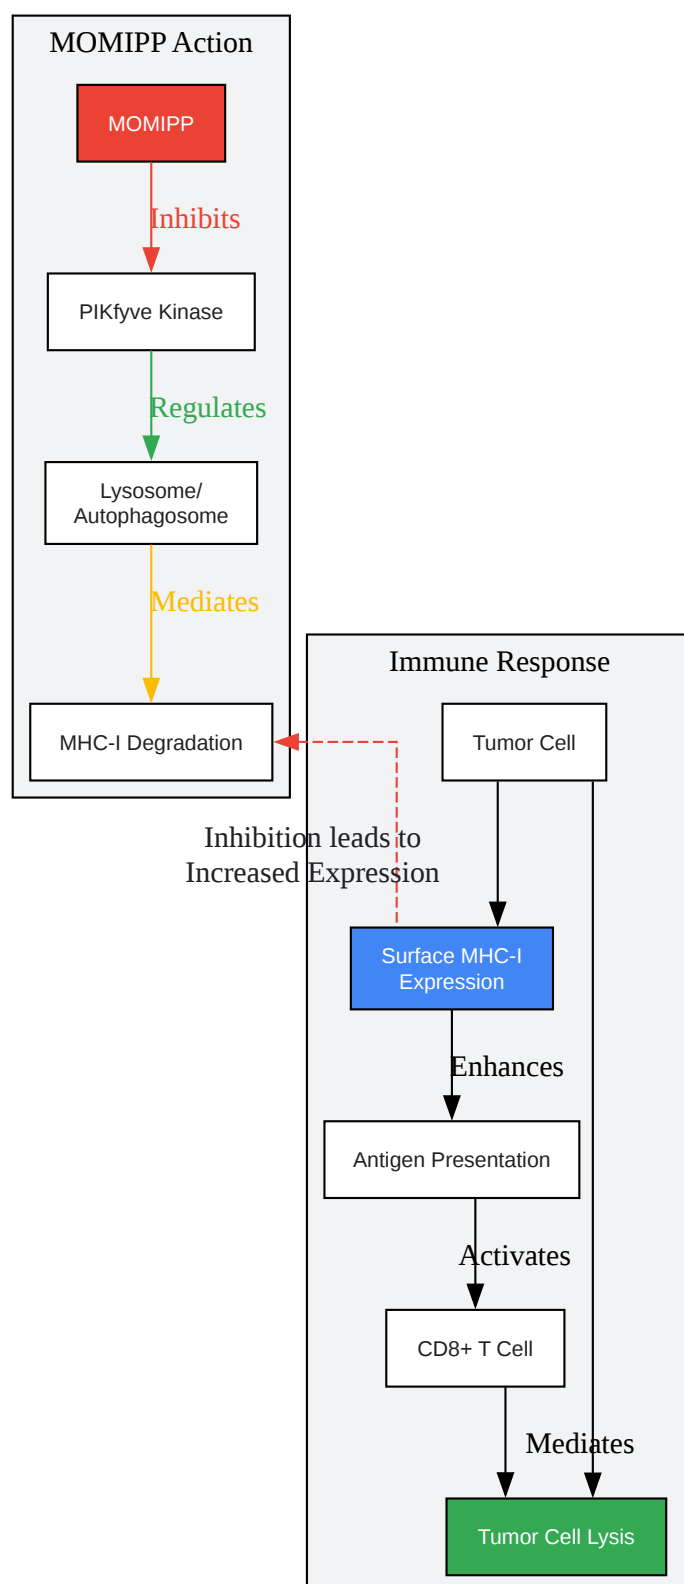 MOMIPP Action
MOMIPP
Inhibits
PIKfyve Kinase
Regulates
Lysosome/
Autophagosome
Mediates
MHC-I Degradation
Immune Response
Tumor Cell
Inhibition leads to
Increased Expression
Surface MHC-I
Expression
Enhances
Antigen Presentation
Activates
CD8+ T Cell
Mediates
Tumor Cell Lysis